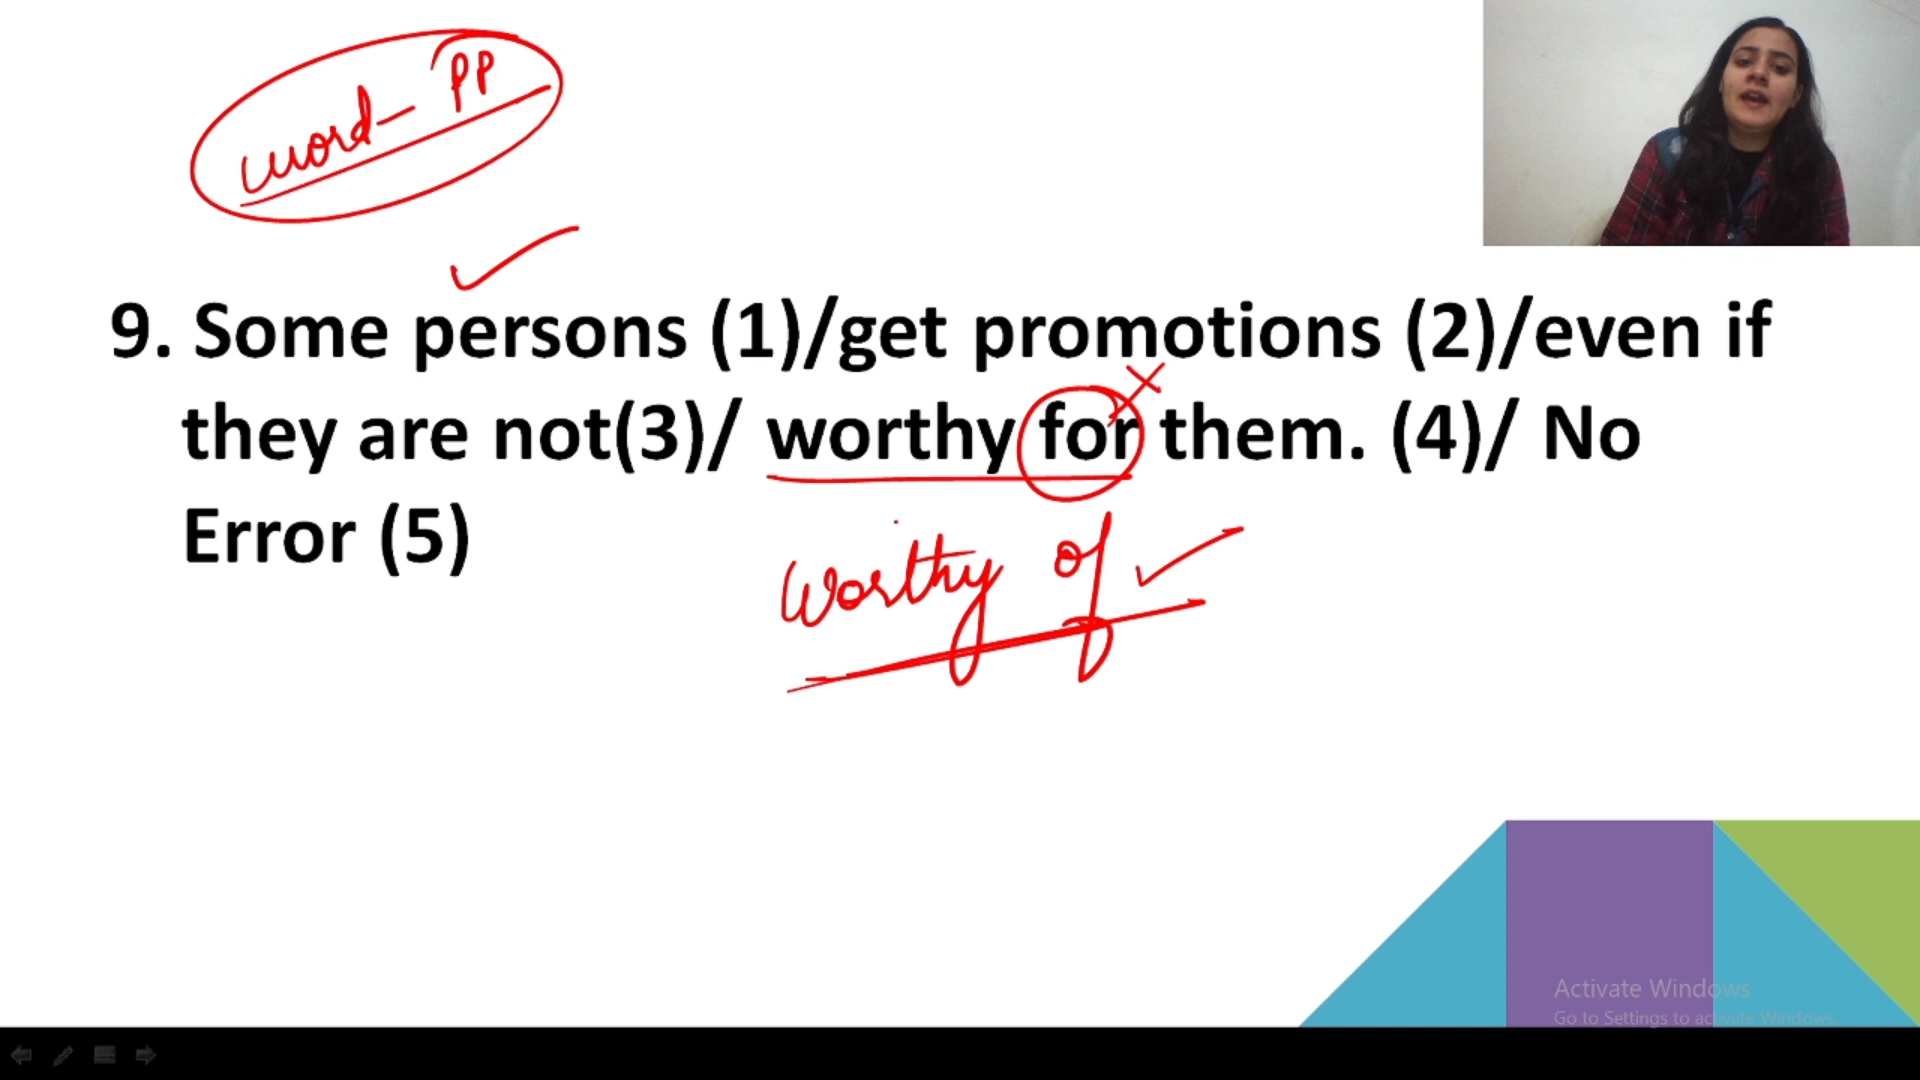 word- PP
9. Some persons (1)/get promotions (2)/even if
they are not(3)/ worthy for them. (4)/ No
Error (5)
Worthy of
Activate Windows
Go to Settings to activate Windows.